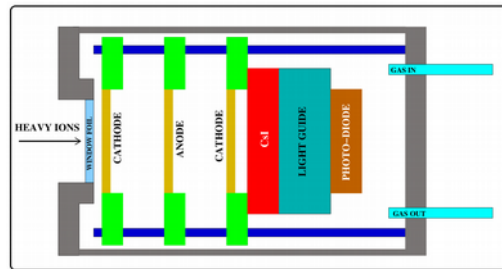 GAS IN
HEAVY IONS
WINDOW FOIL
CATHODE
ANODE
CATHODE
CsI
LIGHT GUIDE
PHOTO-DIODE
GAS OUT